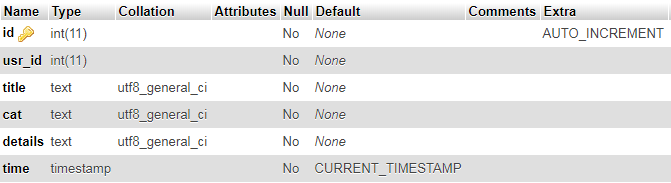 Name Type Collation Attributes Null Default Comments Extra
id int(11) No None AUTO_INCREMENT
usr_id int(11) No None
title text utf8_general_ci No None
cat text utf8_general_ci No None
details text utf8_general_ci No None
time timestamp No CURRENT_TIMESTAMP